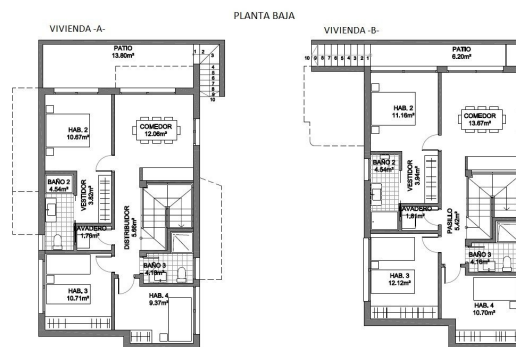 PLANTA BAJA
VIVIENDA -A-
PATIO
13.80m²
1 2
3
4
5
6
7
8
9
10
HAB. 2
10.67m²
COMEDOR
12.06m²
BAÑO 2
4.54m²
VESTIDOR
3.82m²
LAVADERO
1,76m²
DISTRIBUIDOR
5.66m²
BAÑO 3
4.16m²
HAB. 3
10.71m²
HAB. 4
9.37m²
VIVIENDA -B-
10 9 8 7 6 5 4 3 2 1
PATIO
6.20m²
HAB. 2
11.16m²
COMEDOR
13.67m²
BAÑO 2
4.54m²
VESTIDOR
3.94m²
LAVADERO
1,81m²
PASILLO
5.42m²
BAÑO 3
4.16m²
HAB. 3
12.12m²
HAB. 4
10.70m²